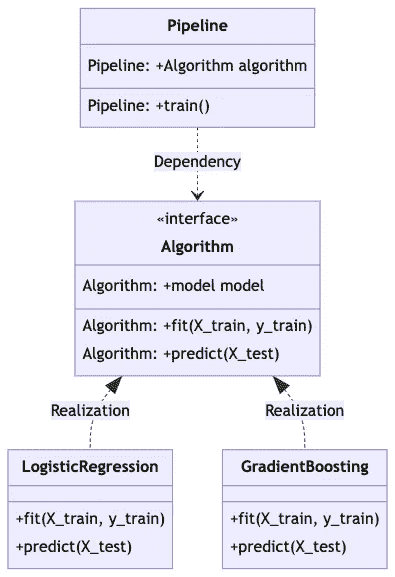 Pipeline
Pipeline: +Algorithm algorithm
Pipeline: +train()
Dependency
«interface»
Algorithm
Algorithm: +model model
Algorithm: +fit(X_train, y_train)
Algorithm: +predict(X_test)
Realization
Realization
LogisticRegression
+fit(X_train, y_train)
+predict(X_test)
GradientBoosting
+fit(X_train, y_train)
+predict(X_test)